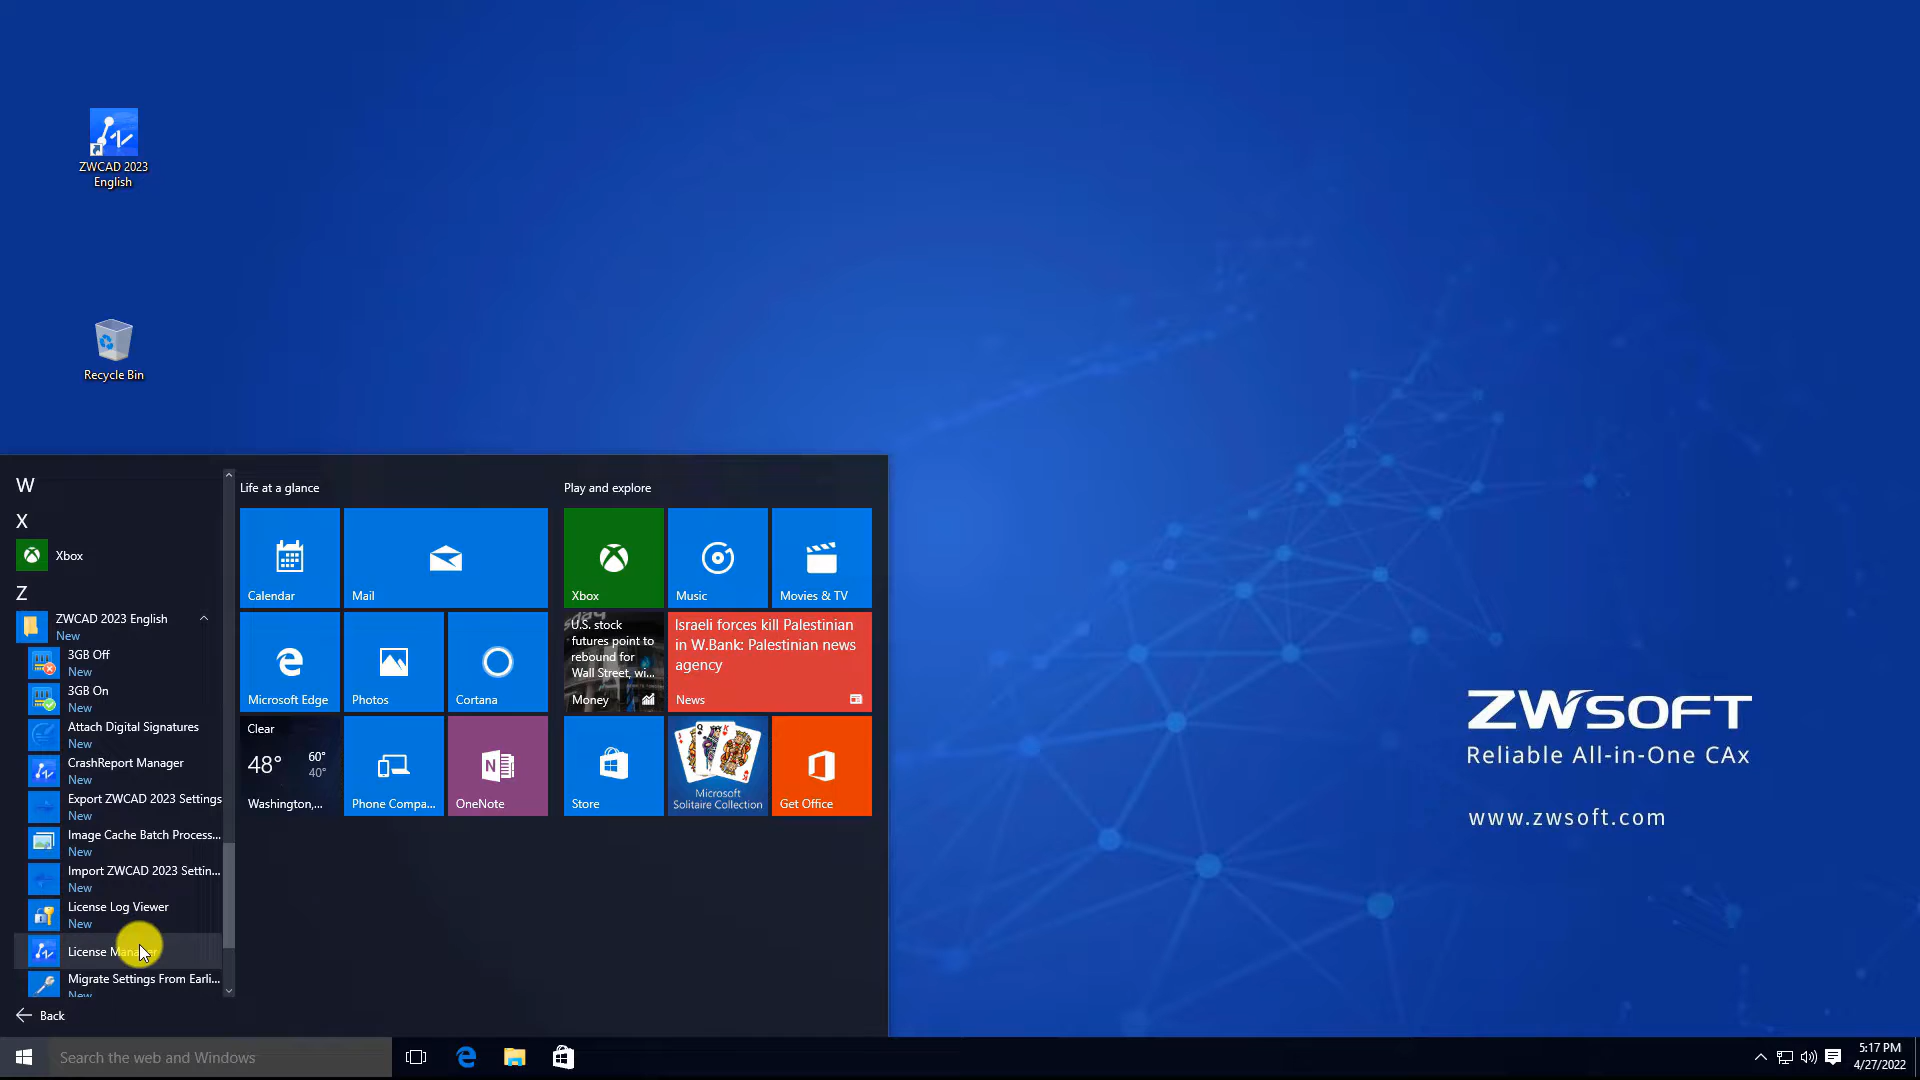 ZWCAD 2023
English
Recycle Bin
W
X
Xbox
Z
ZWCAD 2023 English
New
3GB Off
New
3GB On
New
Attach Digital Signatures
New
CrashReport Manager
New
Export ZWCAD 2023 Settings
New
Image Cache Batch Process...
New
Import ZWCAD 2023 Settin...
New
License Log Viewer
New
License Manager
Migrate Settings From Earli...
New
Back
Life at a glance
Calendar
Mail
Microsoft Edge
Photos
Cortana
Clear
48°
60°
40°
Washington,...
Phone Compa...
OneNote
Play and explore
Xbox
Music
Movies & TV
U.S. stock
futures point to
rebound for
Wall Street, wi...
Money
Israeli forces kill Palestinian
in W.Bank: Palestinian news
agency
News
Store
Microsoft
Solitaire Collection
Get Office
ZWSOFT
Reliable All-in-One CAx
www.zwsoft.com
Search the web and Windows
5:17 PM
4/27/2022